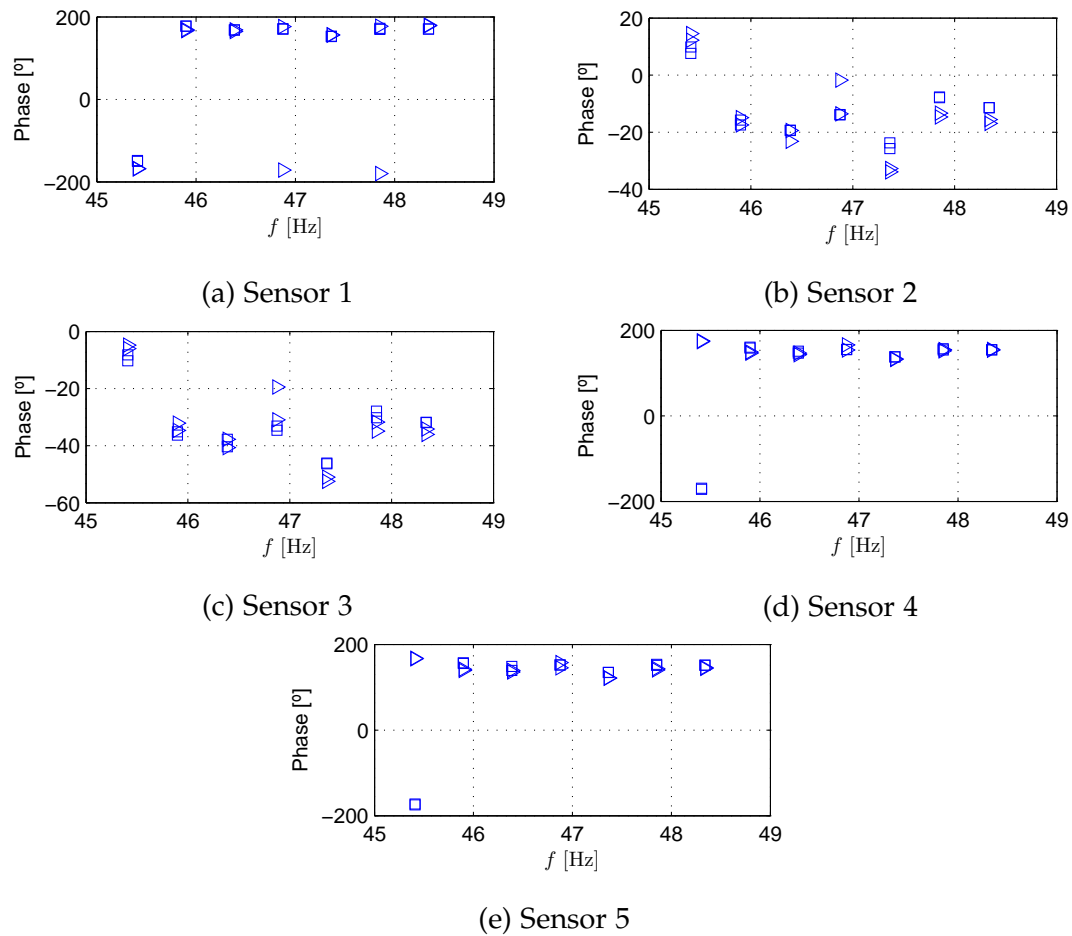 200
0
−200
Phase [º]
45 46 47 48 49
f [Hz]
(a) Sensor 1
20
0
−20
−40
Phase [º]
45 46 47 48 49
f [Hz]
(b) Sensor 2
0
−20
−40
−60
Phase [º]
45 46 47 48 49
f [Hz]
(c) Sensor 3
200
0
−200
Phase [º]
45 46 47 48 49
f [Hz]
(d) Sensor 4
200
0
−200
Phase [º]
45 46 47 48 49
f [Hz]
(e) Sensor 5